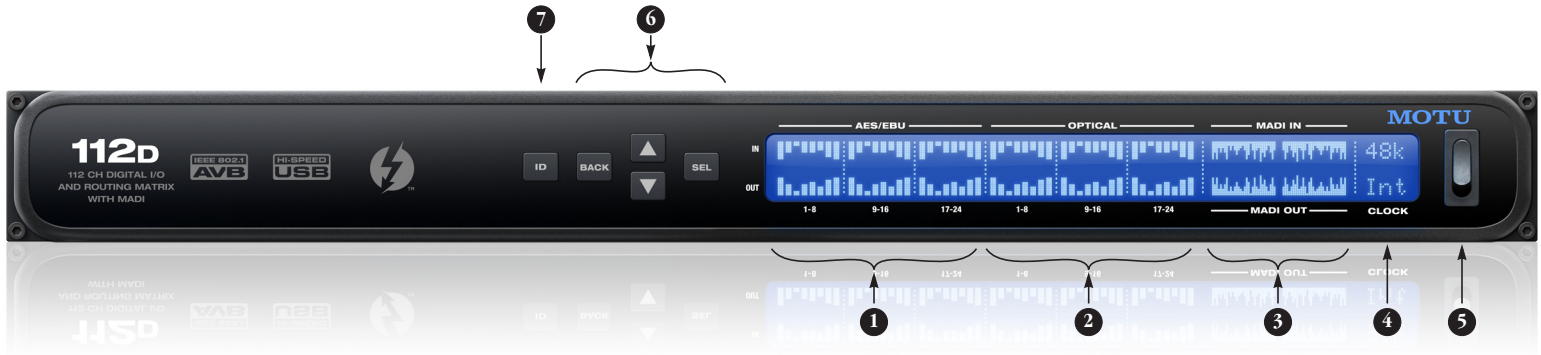 7
6
112D
112 CH DIGITAL I/O
AND ROUTING MATRIX
WITH MADI
IEEE 802.1
AVB
HI-SPEED
USB
TM
ID
BACK
SEL
AES/EBU
OPTICAL
MADI IN
MOTU
IN
48k
OUT
Int
1-8
9-16
17-24
1-8
9-16
17-24
MADI OUT
CLOCK
1
2
3
4
5